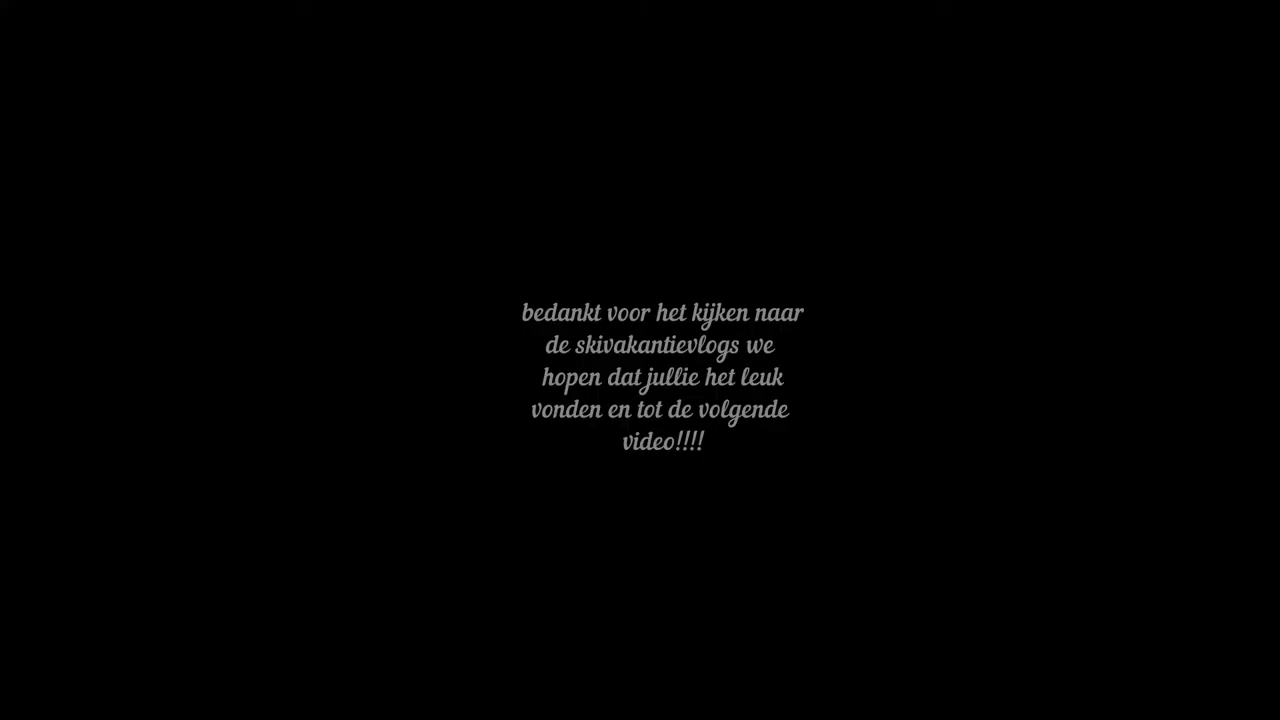 bedankt voor het kijken naar
de skivakantievlogs we
hopen dat jullie het leuk
vonden en tot de volgende
video!!!!